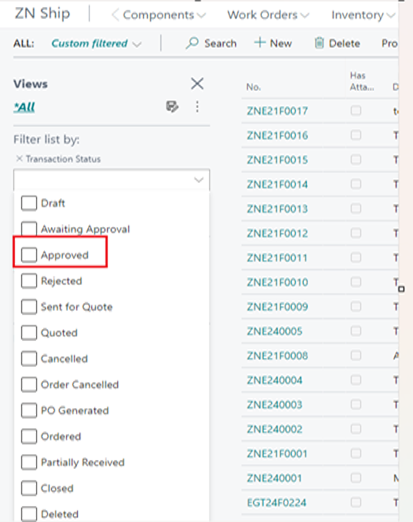 ZN Ship
Components
Work Orders
Inventory
ALL:
Custom filtered
Search
New
Delete
Pro
Views
*All
Filter list by:
× Transaction Status
Draft
Awaiting Approval
Approved
Rejected
Sent for Quote
Quoted
Cancelled
Order Cancelled
PO Generated
Ordered
Partially Received
Closed
Deleted
No.
Has
Atta...
D
ZNE21F0017 t
ZNE21F0016 T
ZNE21F0015 T
ZNE21F0014 T
ZNE21F0013 T
ZNE21F0012 T
ZNE21F0011 T
ZNE21F0010 T
ZNE21F0009 T
ZNE240005 T
ZNE21F0008 A
ZNE240004 T
ZNE240003 T
ZNE240002 T
ZNE21F0001 T
ZNE240001 N
EGT24F0224 T